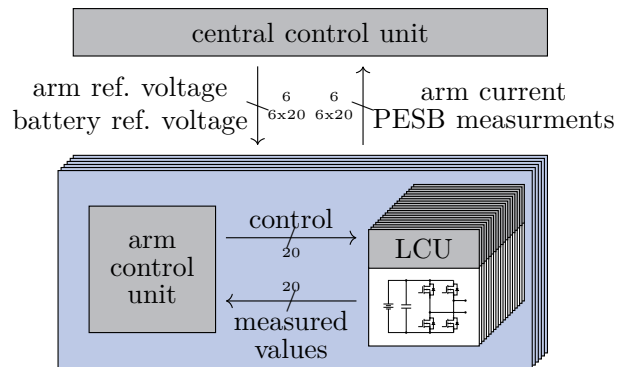 central control unit
arm ref. voltage
battery ref. voltage
6
6x20
6
6x20
arm current
PESB measurments
arm
control
unit
control
20
20
measured
values
LCU